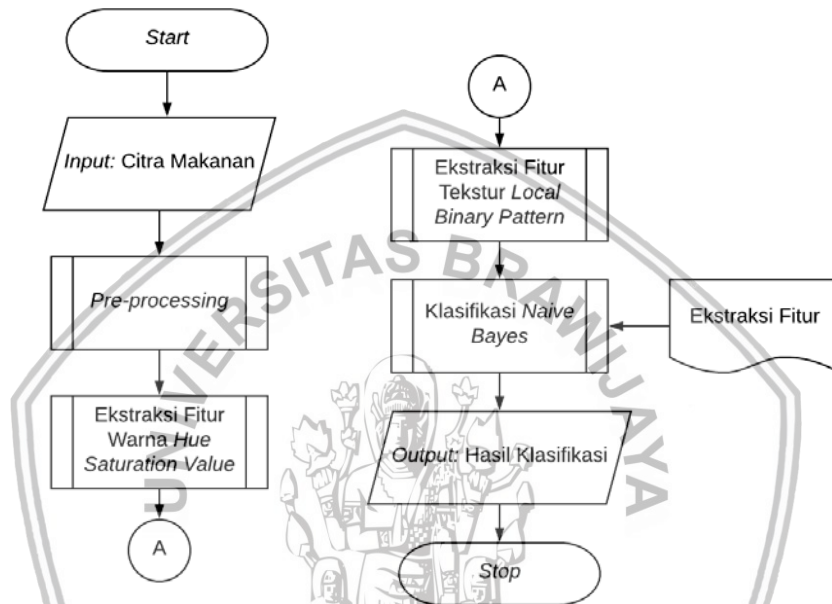 Start
Input: Citra Makanan
Pre-processing
Ekstraksi Fitur
Warna Hue
Saturation Value
A
A
Ekstraksi Fitur
Tekstur Local
Binary Pattern
Klasifikasi Naive
Bayes
Ekstraksi Fitur
Output: Hasil Klasifikasi
Stop
UNIVERSITAS BRAWIJAYA